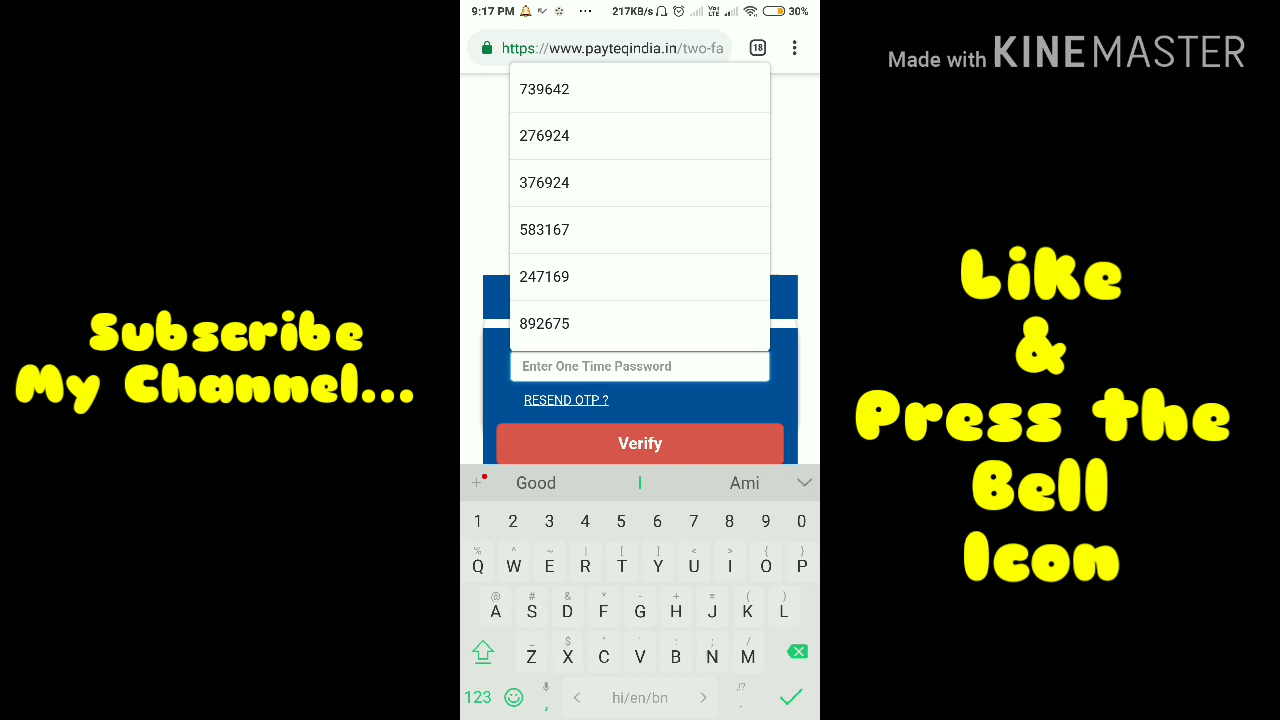 Subscribe
My Channel...
9:17 PM ... 217KB/s Vo) LTE 30%
https://www.payteqindia.in/two-fa 18
739642
276924
376924
583167
247169
892675
Enter One Time Password
RESEND OTP ?
Verify
+ Good I Ami
1 2 3 4 5 6 7 8 9 0
% ^ ~ | [ ] < > { }
Q W E R T Y U I O P
@ # & * - + = ( )
A S D F G H J K L
_ $ " ' : ; /
Z X C V B N M
,!?
123 , < hi/en/bn > .
Made with KINEMASTER
Like
&
Press the
Bell
Icon